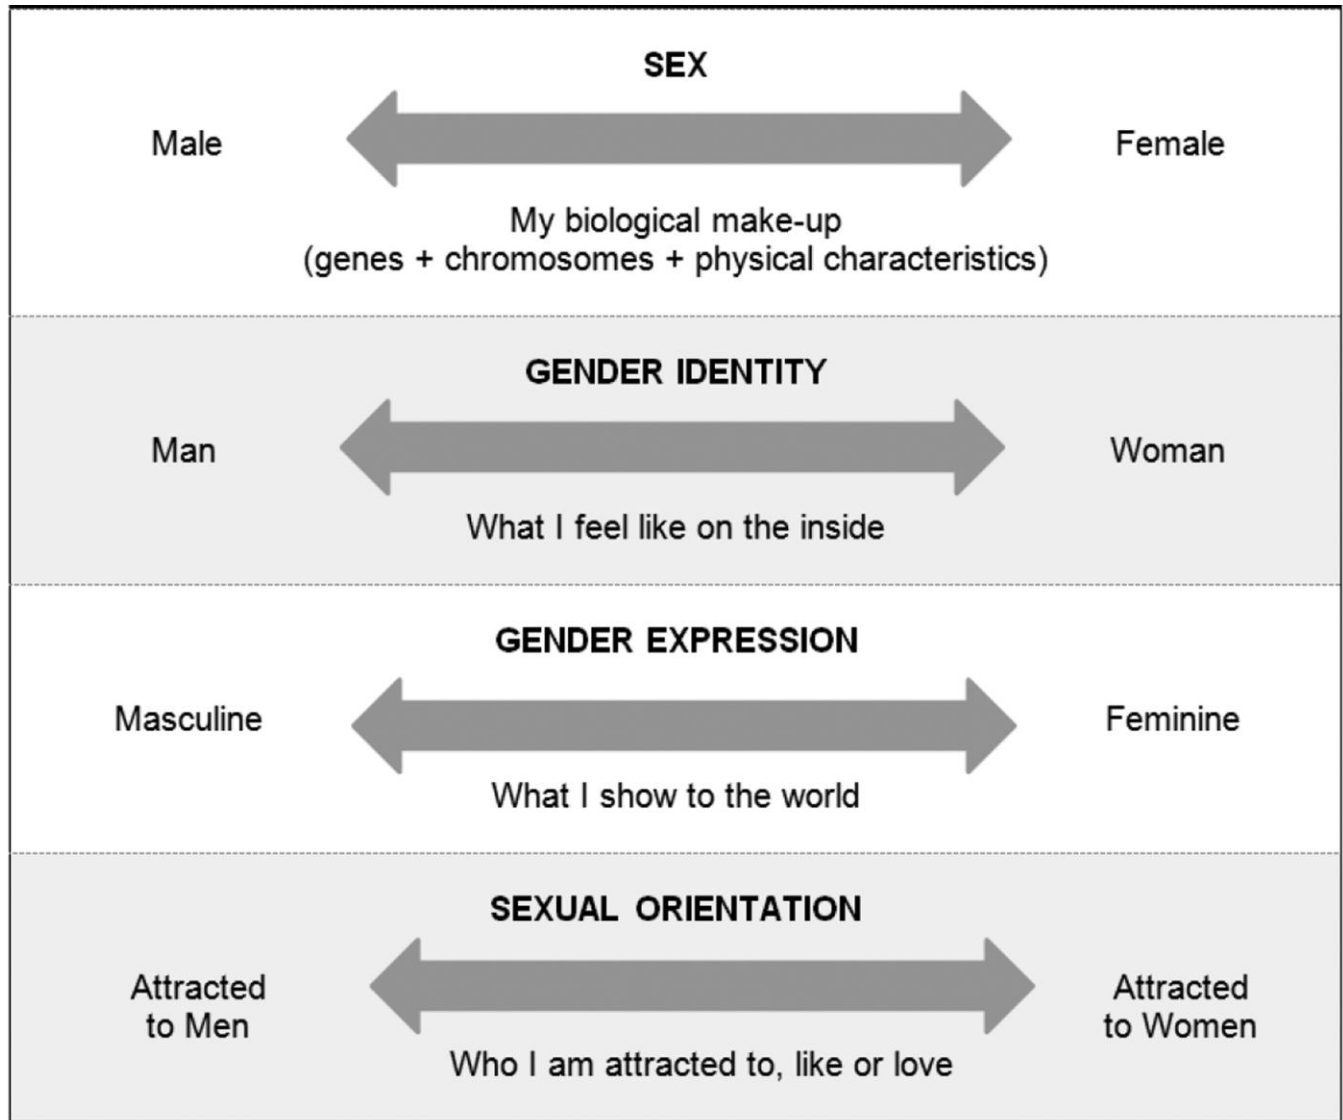 SEX
Male
Female
My biological make-up
(genes + chromosomes + physical characteristics)
GENDER IDENTITY
Man
Woman
What I feel like on the inside
GENDER EXPRESSION
Masculine
Feminine
What I show to the world
SEXUAL ORIENTATION
Attracted
to Men
Attracted
to Women
Who I am attracted to, like or love